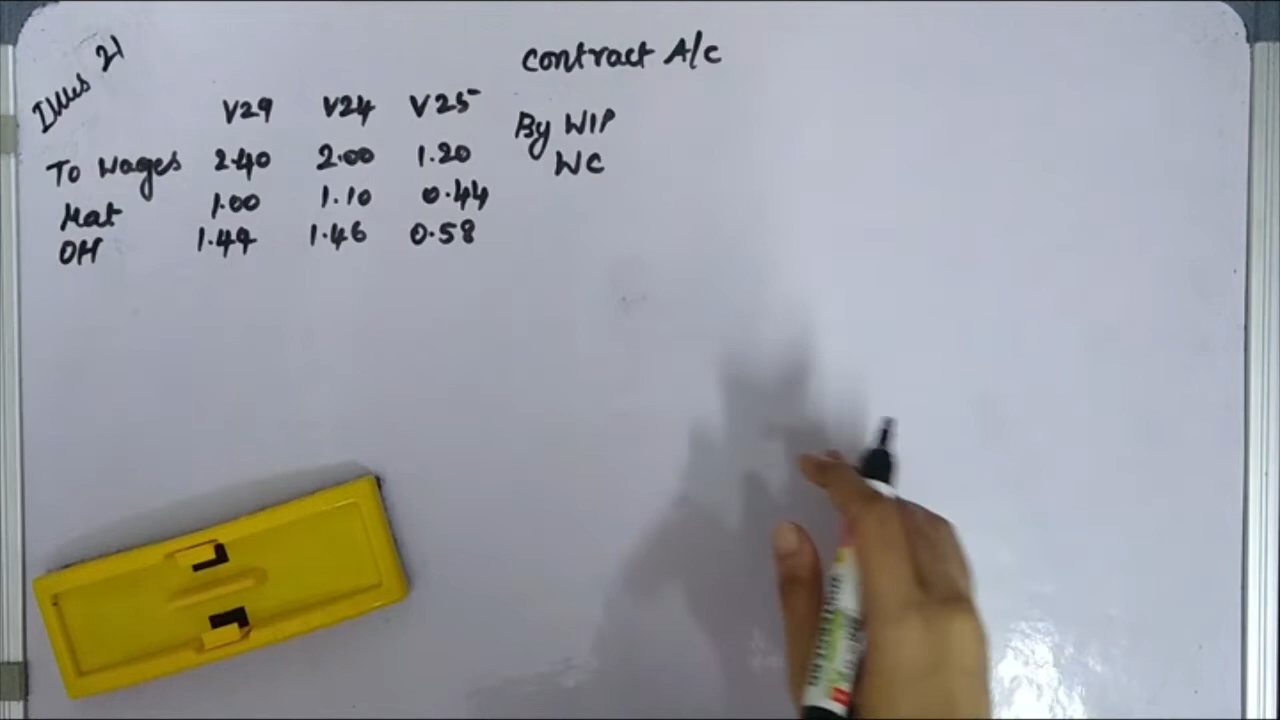 Illus 21
Contract A/c
V29 V24 V25
To Wages 2.40 2.00 1.20
Mat 1.00 1.10 0.44
OH 1.49 1.46 0.58
By WIP
WC